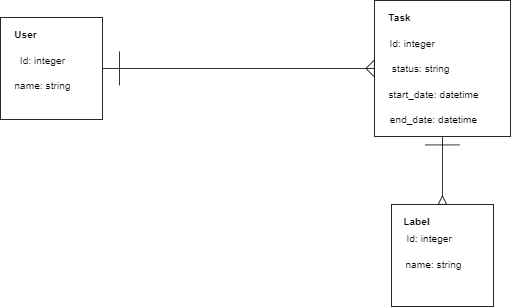 User
Id: integer
name: string
Task
Id: integer
status: string
start_date: datetime
end_date: datetime
Label
Id: integer
name: string